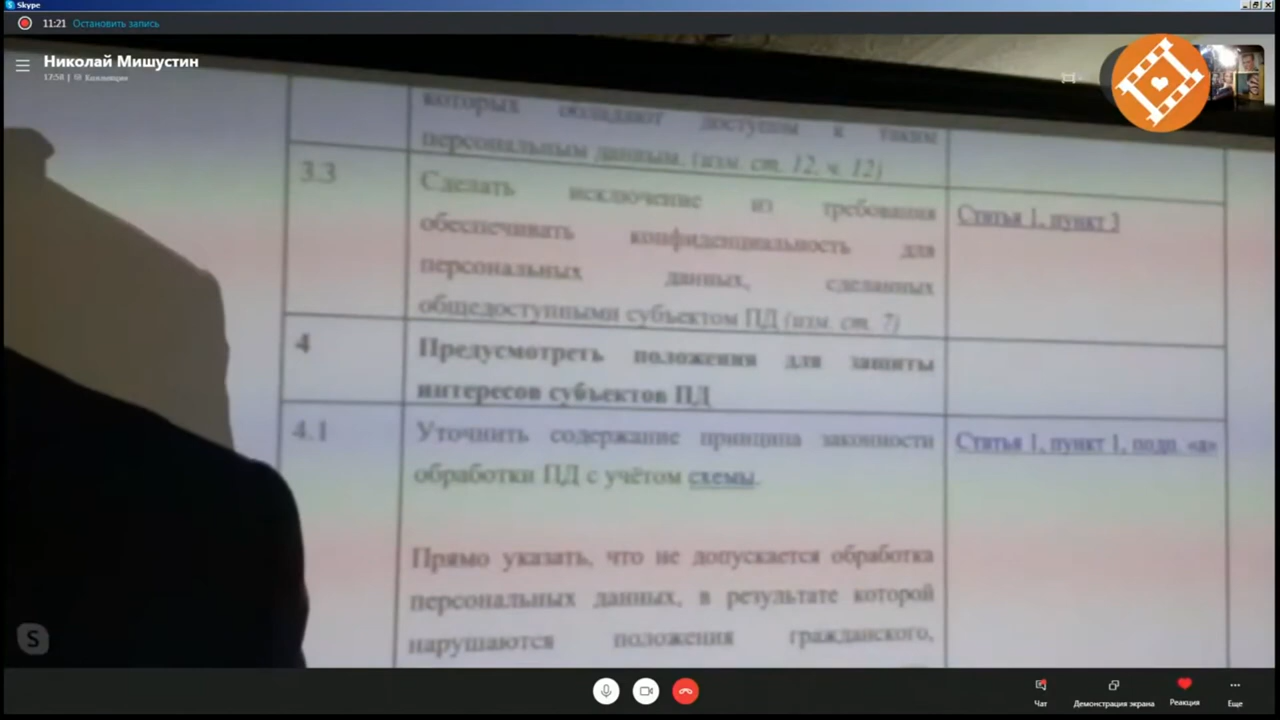 Skype
11:21 Остановить запись
Николай Мишустин
17:58
которых обладают доступом к таким
персональным данным. (изм. ст. 12, ч. 12)
3.3
Сделать исключение из требования
обеспечивать конфиденциальность для
персональных данных, сделанных
общедоступными субъектом ПД (изм. ст. 7)
Статья 1, пункт 3
4
Предусмотреть положения для защиты
интересов субъектов ПД
4.1
Уточнить содержание принципа законности
обработки ПД с учётом схемы.
Статья 1, пункт 1, подп. «а»
Прямо указать, что не допускается обработка
персональных данных, в результате которой
нарушаются положения гражданского,
S
Чат
Демонстрация экрана
Реакция
Еще